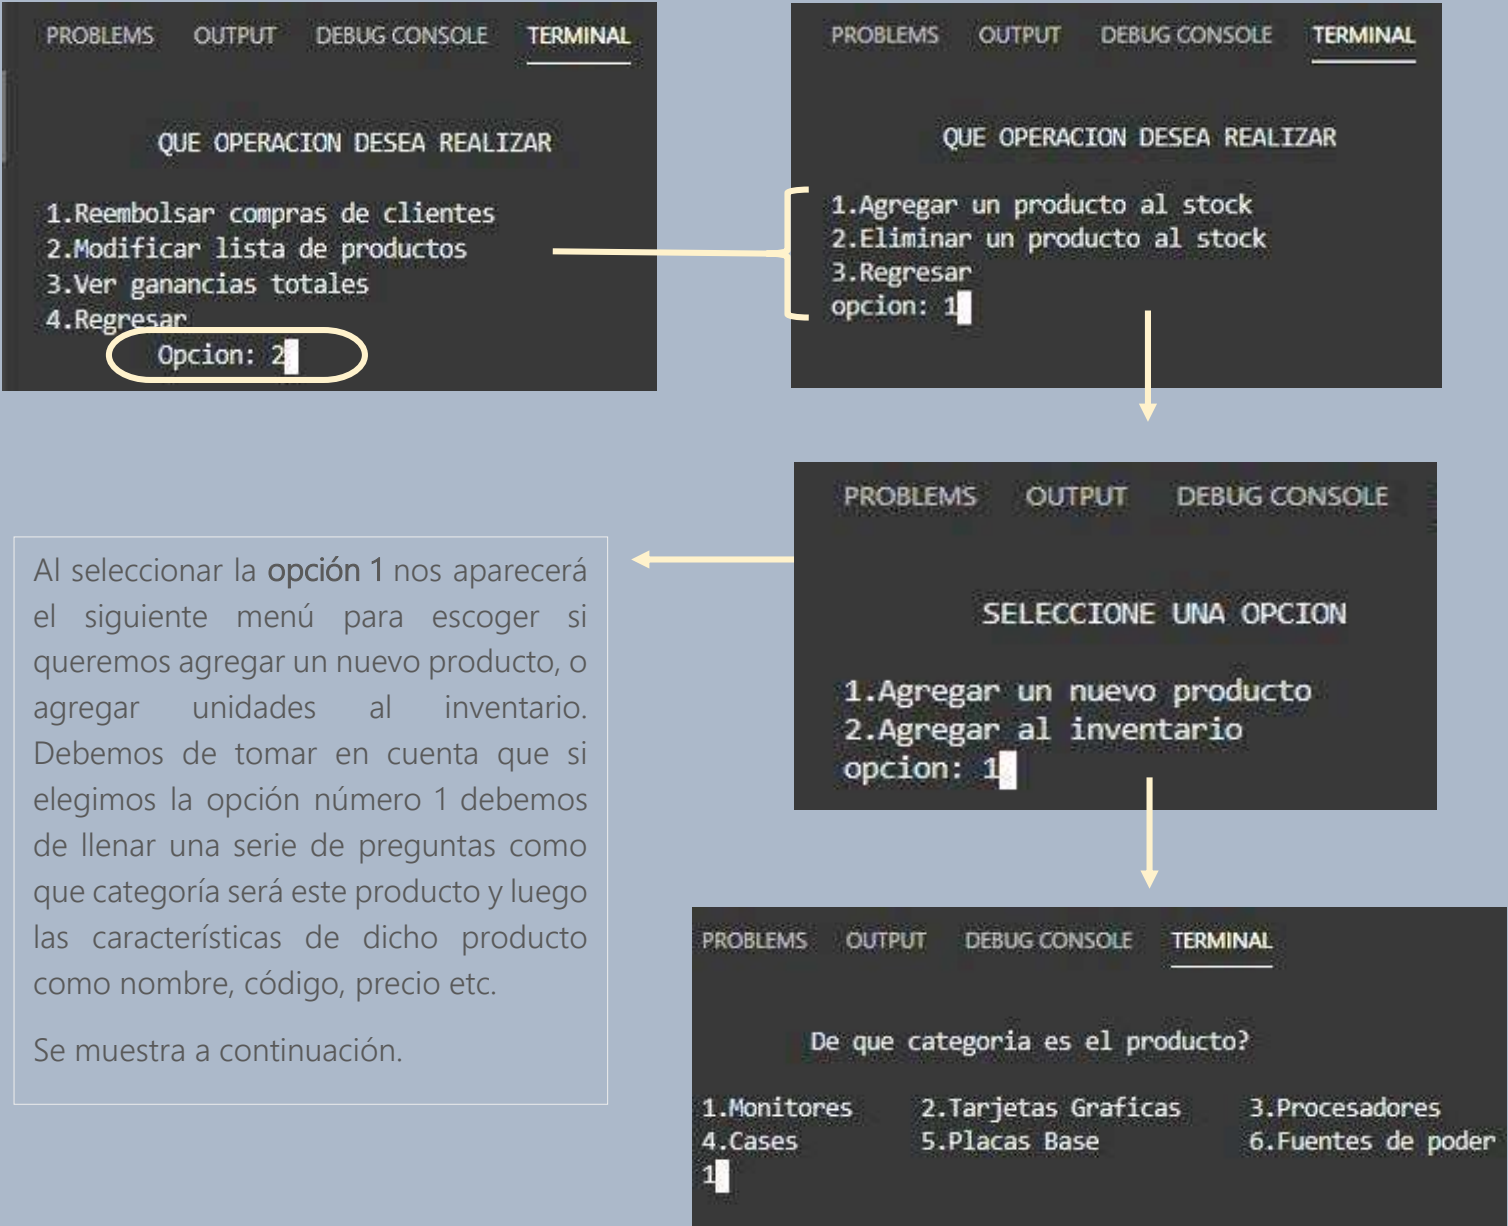 PROBLEMS OUTPUT DEBUG CONSOLE TERMINAL
QUE OPERACION DESEA REALIZAR
1.Reembolsar compras de clientes
2.Modificar lista de productos
3.Ver ganancias totales
4.Regresar
Opcion: 2
PROBLEMS OUTPUT DEBUG CONSOLE TERMINAL
QUE OPERACION DESEA REALIZAR
1.Agregar un producto al stock
2.Eliminar un producto al stock
3.Regresar
opcion: 1
PROBLEMS OUTPUT DEBUG CONSOLE
SELECCIONE UNA OPCION
1.Agregar un nuevo producto
2.Agregar al inventario
opcion: 1
Al seleccionar la opción 1 nos aparecerá
el siguiente menú para escoger si
queremos agregar un nuevo producto, o
agregar unidades al inventario.
Debemos de tomar en cuenta que si
elegimos la opción número 1 debemos
de llenar una serie de preguntas como
que categoría será este producto y luego
las características de dicho producto
como nombre, código, precio etc.
Se muestra a continuación.
PROBLEMS OUTPUT DEBUG CONSOLE TERMINAL
De que categoria es el producto?
1.Monitores 2.Tarjetas Graficas 3.Procesadores
4.Cases 5.Placas Base 6.Fuentes de poder
1